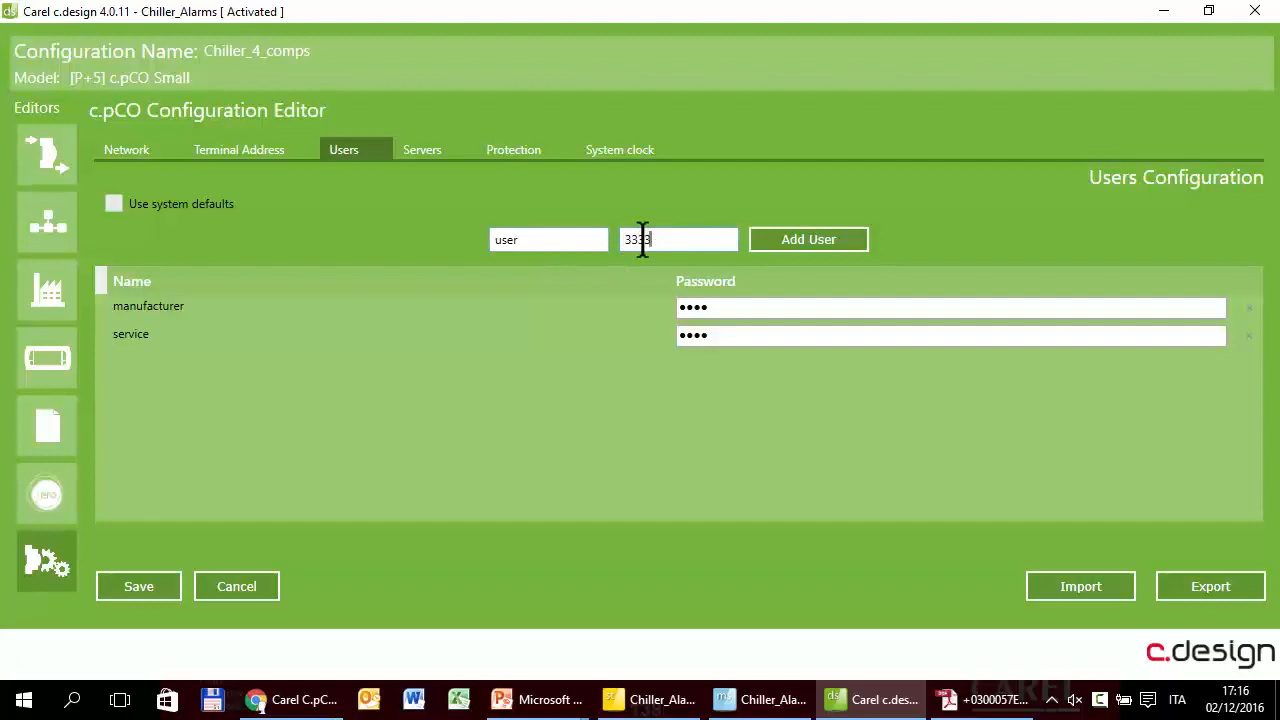 Carel c.design 4.0.11 - Chiller_Alarms [ Activated ]
Configuration Name: Chiller_4_comps
Model: [P+5] c.pCO Small
Editors
c.pCO Configuration Editor
Network Terminal Address Users Servers Protection System clock
Users Configuration
Use system defaults
user 3333 Add User
Name Password
manufacturer ••••
service ••••
Save Cancel Import Export
c.design
Carel C.pC... Microsoft ... Chiller_Ala... Chiller_Ala... Carel c.des... +0300057E... ITA
17:16
02/12/2016